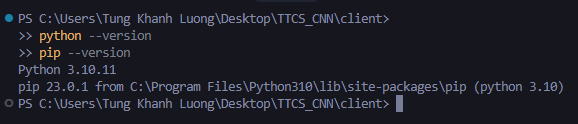 PS C:\Users\Tung Khanh Luong\Desktop\TTCS_CNN\client>
>> python --version
>> pip --version
Python 3.10.11
pip 23.0.1 from C:\Program Files\Python310\lib\site-packages\pip (python 3.10)
PS C:\Users\Tung Khanh Luong\Desktop\TTCS_CNN\client>